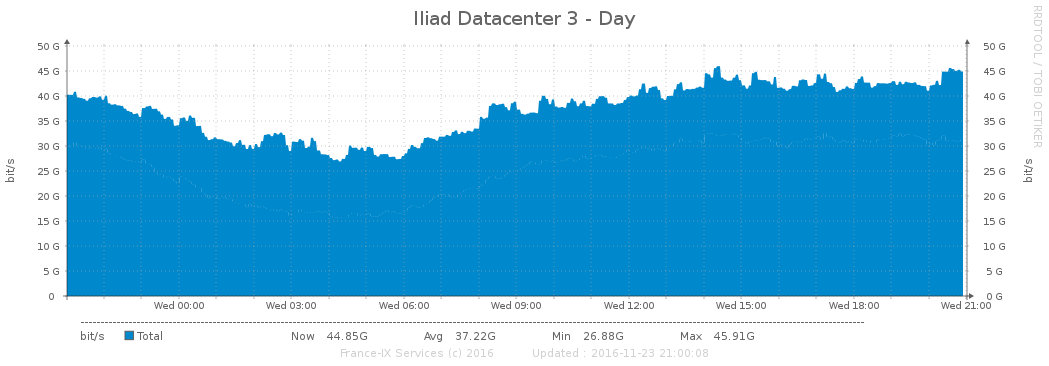 Iliad Datacenter 3 - Day
RRDTOOL / TOBI OETIKER
50 G 50 G
45 G 45 G
40 G 40 G
35 G 35 G
30 G 30 G
25 G 25 G
20 G 20 G
15 G 15 G
10 G 10 G
5 G 5 G
0 0 G
bit/s bit/s
Wed 00:00 Wed 03:00 Wed 06:00 Wed 09:00 Wed 12:00 Wed 15:00 Wed 18:00 Wed 21:00
bit/s Total Now 44.85G Avg 37.22G Min 26.88G Max 45.91G
France-IX Services (c) 2016 Updated : 2016-11-23 21:00:08